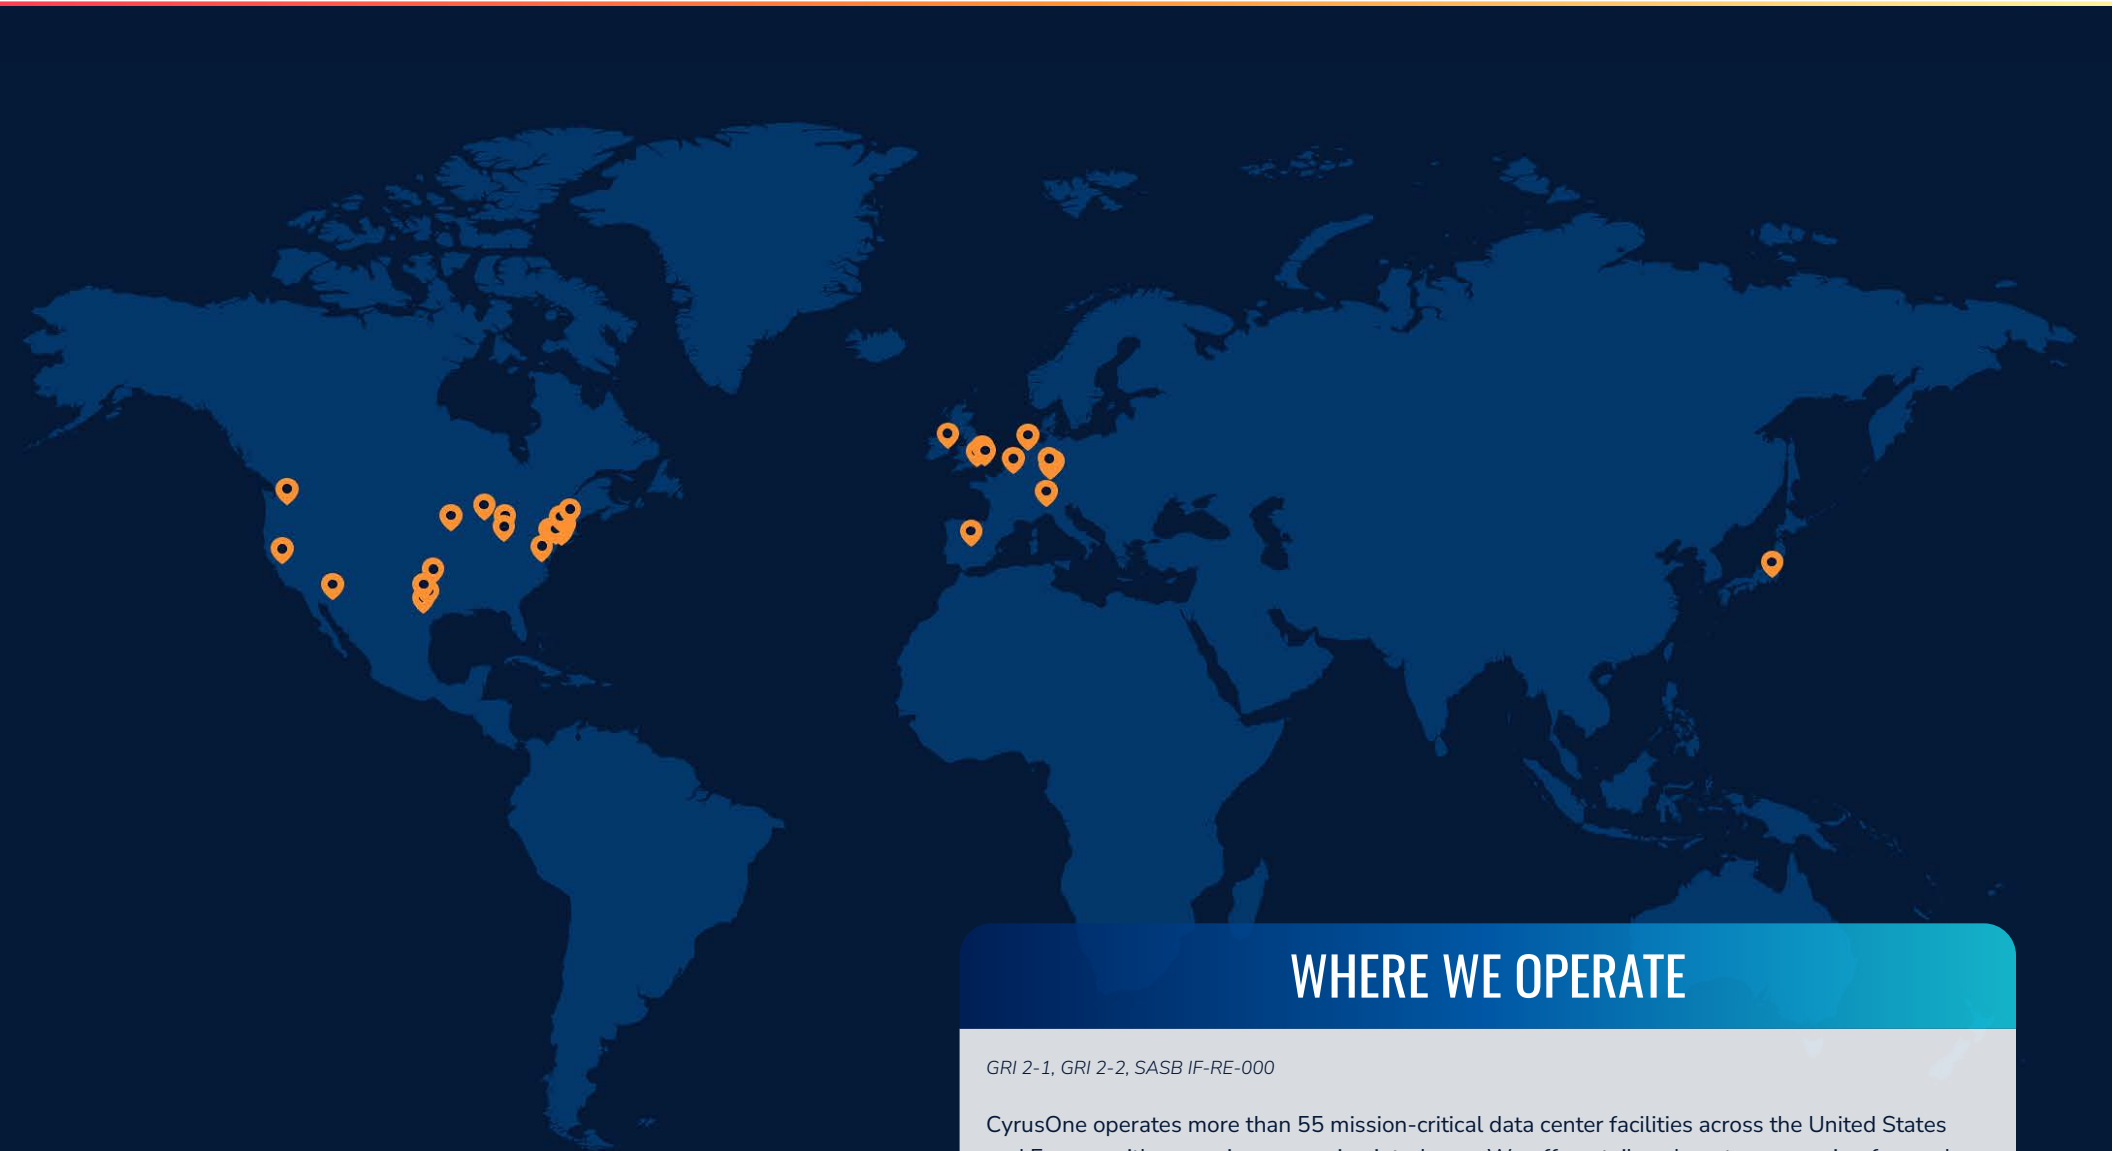 WHERE WE OPERATE
GRI 2-1, GRI 2-2, SASB IF-RE-000
CyrusOne operates more than 55 mission-critical data center facilities across the United States